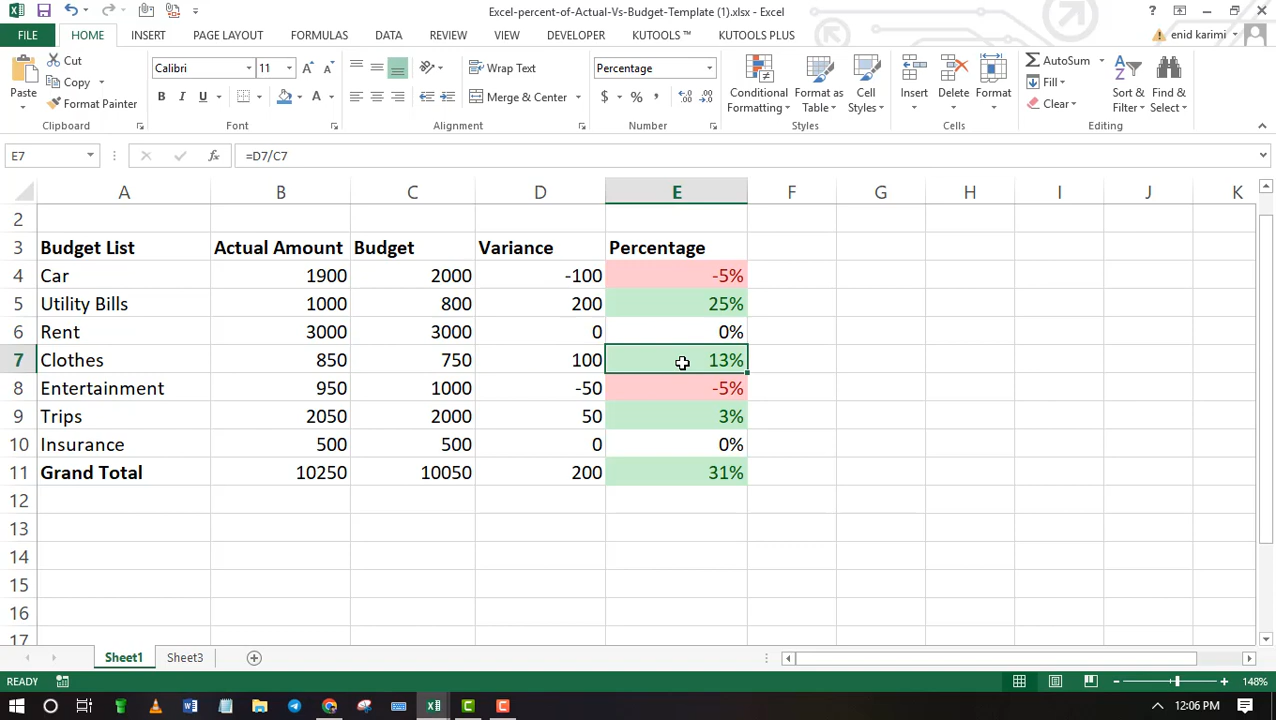 Excel-percent-of-Actual-Vs-Budget-Template (1).xlsx - Excel
?
FILE HOME INSERT PAGE LAYOUT FORMULAS DATA REVIEW VIEW DEVELOPER KUTOOLS ™ KUTOOLS PLUS enid karimi
Paste Cut Calibri 11 A A Wrap Text Percentage Conditional Formatting Format as Table Cell Styles Insert Delete Format AutoSum Sort & Filter Find & Select
Copy Fill
Format Painter B I U A Merge & Center $ % , Clear
Clipboard Font Alignment Number Styles Cells Editing
E7 fx =D7/C7
A B C D E F G H I J K
2
3 Budget List Actual Amount Budget Variance Percentage
4 Car 1900 2000 -100 -5%
5 Utility Bills 1000 800 200 25%
6 Rent 3000 3000 0 0%
7 Clothes 850 750 100 13%
8 Entertainment 950 1000 -50 -5%
9 Trips 2050 2000 50 3%
10 Insurance 500 500 0 0%
11 Grand Total 10250 10050 200 31%
12
13
14
15
16
17
Sheet1 Sheet3
READY 148%
12:06 PM